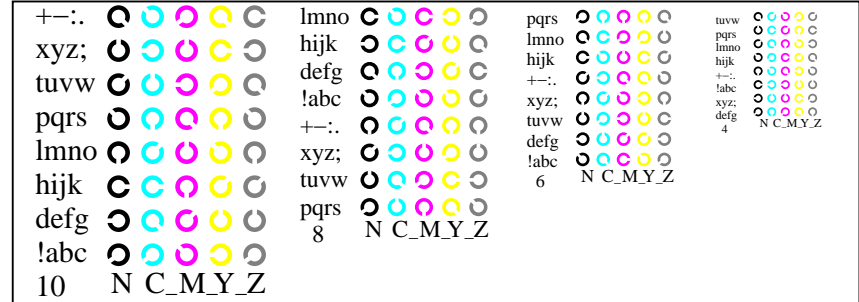 +−:.
xyz;
tuvw
pqrs
lmno
hijk
defg
!abc
10 N C_M_Y_Z
lmno
hijk
defg
!abc
+−:.
xyz;
tuvw
pqrs
8 N C_M_Y_Z
pqrs
lmno
hijk
+−:.
xyz;
tuvw
defg
!abc
6 N C_M_Y_Z
tuvw
pqrs
lmno
hijk
+−:.
!abc
xyz;
defg
4 N C_M_Y_Z